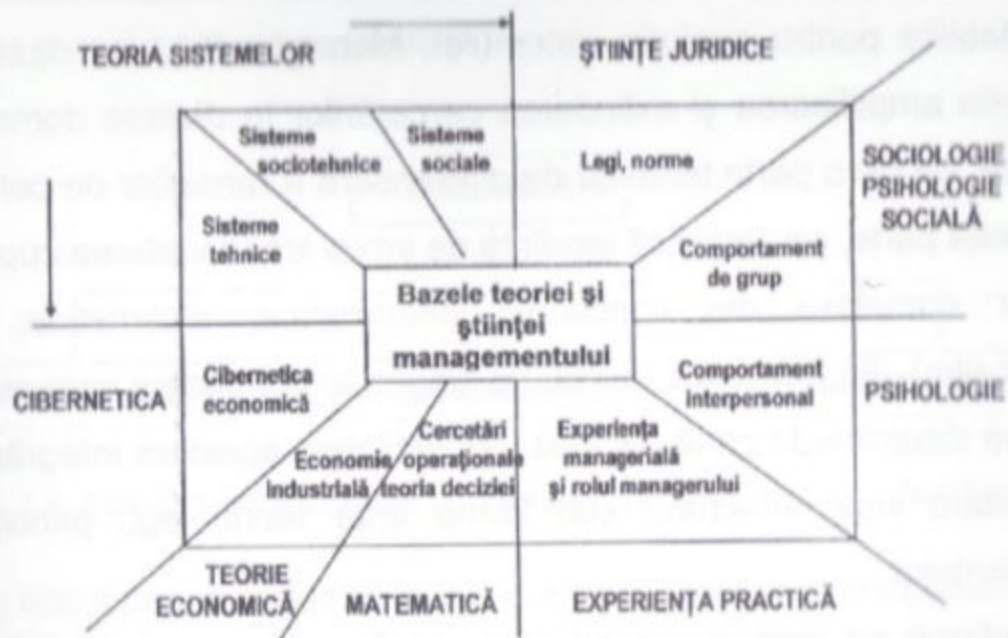 TEORIA SISTEMELOR
ŞTIINŢE JURIDICE
Sisteme
sociotehnice
Sisteme
sociale
Legi, norme
SOCIOLOGIE
PSIHOLOGIE
SOCIALĂ
Sisteme
tehnice
Comportament
de grup
Bazele teoriei şi
ştiinţei
managementului
CIBERNETICA
Cibernetica
economică
Comportament
interpersonal
PSIHOLOGIE
Economie
industrială
Cercetări
operaţionale
teoria deciziei
Experienţa
managerială
şi rolul managerului
TEORIE
ECONOMICĂ
MATEMATICĂ
EXPERIENŢA PRACTICĂ